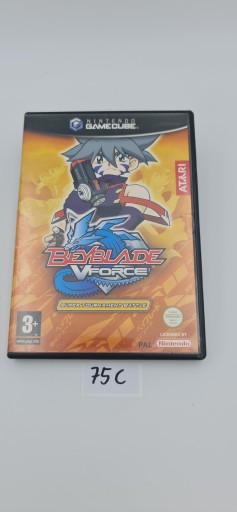 NINTENDO
GAMECUBE
ATARI
BEYBLADE
VFORCE
SUPER TOURNAMENT BATTLE
3+
PAL
LICENSED BY
Nintendo
75C